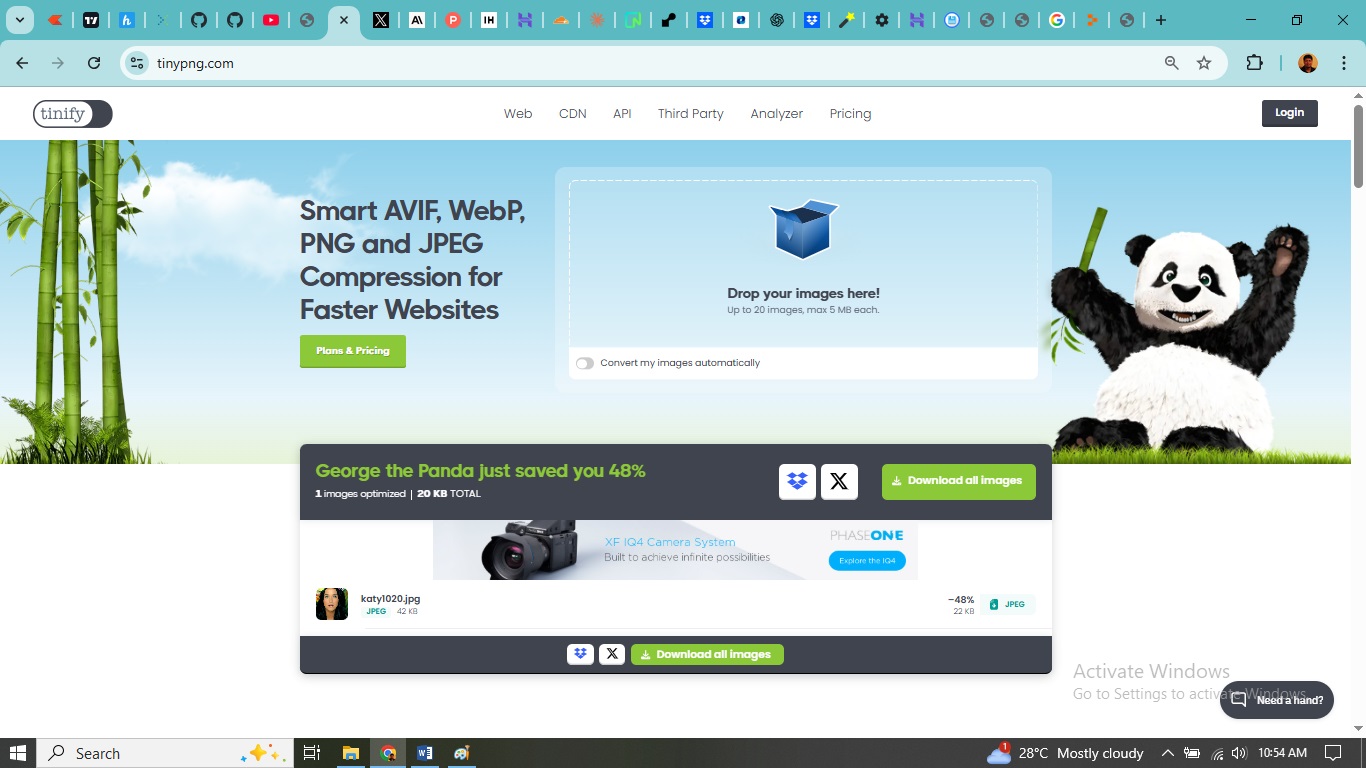 tinypng.com
tinify
Web
CDN
API
Third Party
Analyzer
Pricing
Login
Smart AVIF, WebP,
PNG and JPEG
Compression for
Faster Websites
Plans & Pricing
Drop your images here!
Up to 20 images, max 5 MB each.
Convert my images automatically
George the Panda just saved you 48%
1 images optimized | 20 KB TOTAL
Download all images
XF IQ4 Camera System
Built to achieve infinite possibilities
PHASEONE
Explore the IQ4
katy1020.jpg
JPEG 42 KB
−48%
22 KB
JPEG
Download all images
Activate Windows
Go to Settings to activate Windows.
Need a hand?
Search
1
28°C Mostly cloudy
10:54 AM